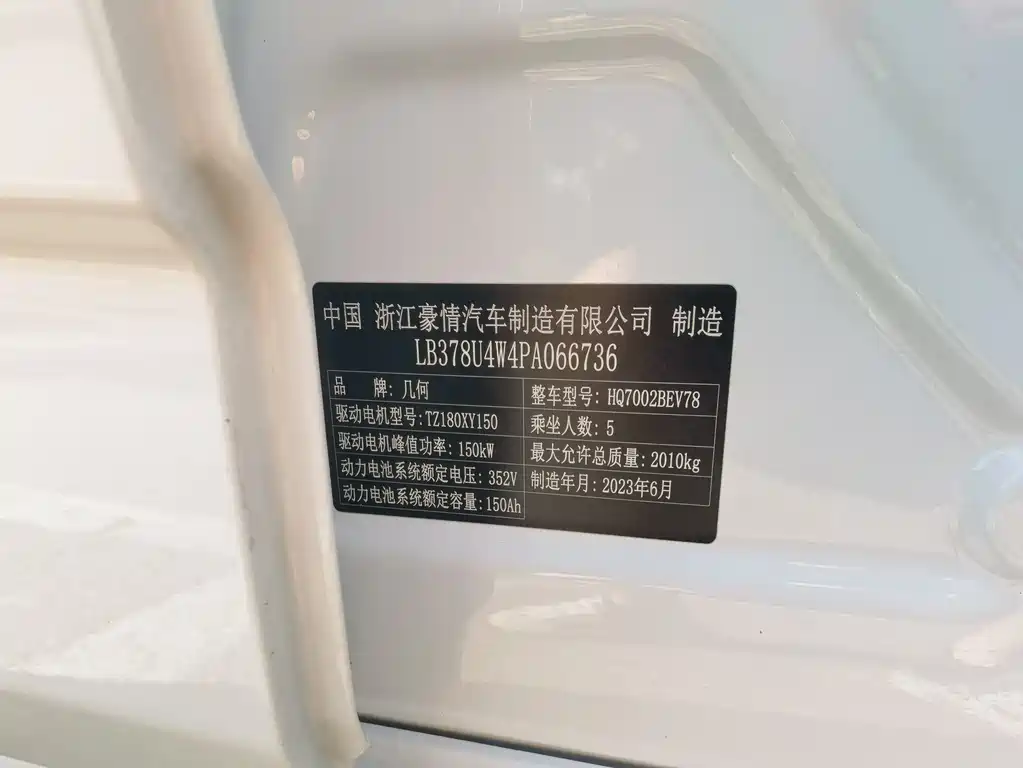 中国 浙江豪情汽车制造有限公司 制造
LB378U4W4PA066736
品 牌: 几何
整车型号: HQ7002BEV78
驱动电机型号: TZ180XY150
乘坐人数: 5
驱动电机峰值功率: 150kW
最大允许总质量: 2010kg
动力电池系统额定电压: 352V
制造年月: 2023年6月
动力电池系统额定容量: 150Ah